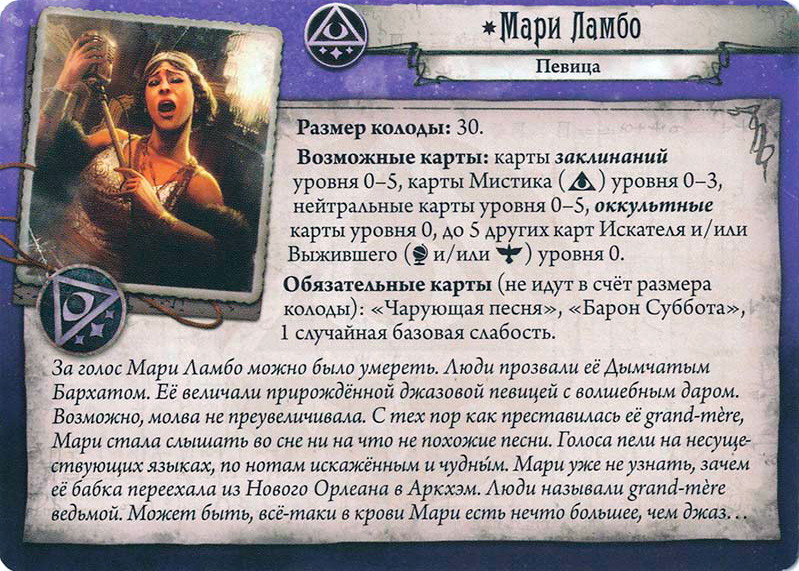 Мари Ламбо
Певица
Размер колоды: 30.
Возможные карты: карты заклинаний
уровня 0–5, карты Мистика () уровня 0–3,
нейтральные карты уровня 0–5, оккультные
карты уровня 0, до 5 других карт Искателя и/или
Выжившего ( и/или ) уровня 0.
Обязательные карты (не идут в счёт размера
колоды): «Чарующая песня», «Барон Суббота»,
1 случайная базовая слабость.
За голос Мари Ламбо можно было умереть. Люди прозвали её Дымчатым
Бархатом. Её величали прирождённой джазовой певицей с волшебным даром.
Возможно, молва не преувеличивала. С тех пор как преставилась её grand-mère,
Мари стала слышать во сне ни на что не похожие песни. Голоса пели на несуще-
ствующих языках, по нотам искажённым и чудны́м. Мари уже не узнать, зачем
её бабка переехала из Нового Орлеана в Аркхэм. Люди называли grand-mère
ведьмой. Может быть, всё-таки в крови Мари есть нечто большее, чем джаз…